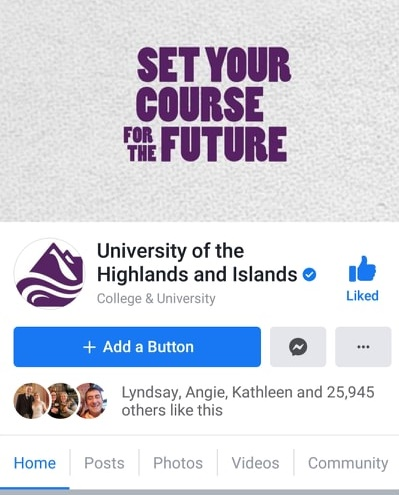 SET YOUR
COURSE
FOR THE FUTURE
University of the
Highlands and Islands
College & University
Liked
+ Add a Button
Lyndsay, Angie, Kathleen and 25,945
others like this
Home
Posts
Photos
Videos
Community